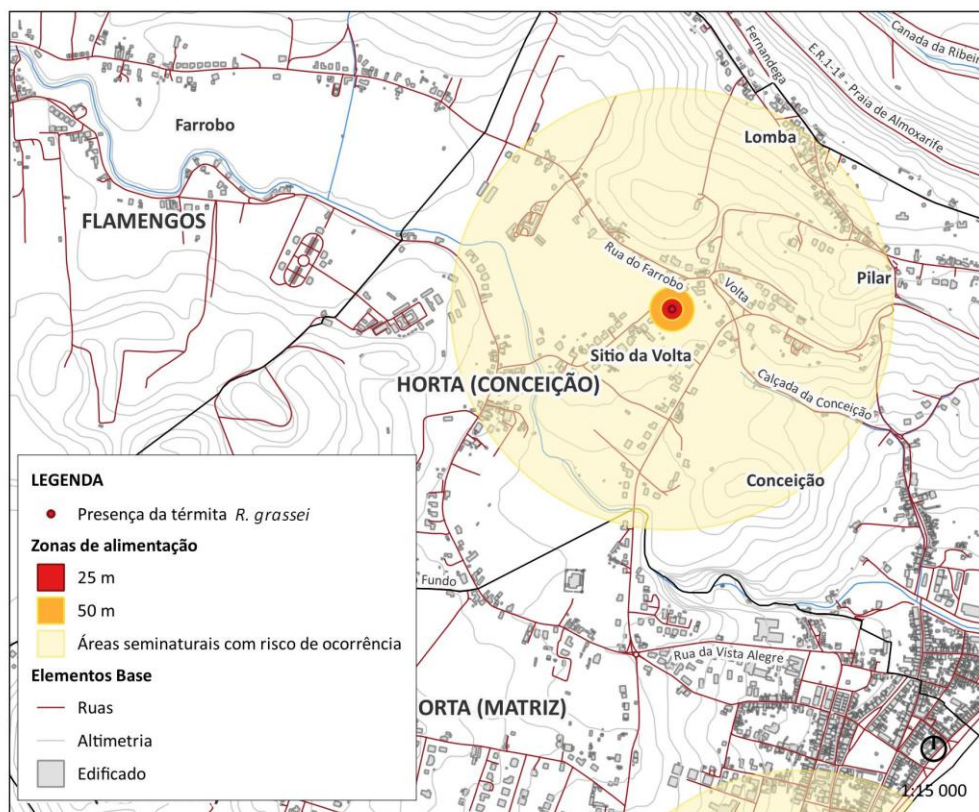 Fernandega
E.R.1-1ª - Praia de Almoxarife
Canada da Ribeir
Farrobo
Lomba
FLAMENGOS
Rua do Farrobo
Volta
Pilar
Sitio da Volta
HORTA (CONCEIÇÃO)
Calçada da Conceição
Conceição
LEGENDA
Presença da térmita R. grassei
Zonas de alimentação
25 m
50 m
Áreas seminaturais com risco de ocorrência
Elementos Base
Ruas
Altimetria
Edificado
Fundo
Rua da Vista Alegre
ORTA (MATRIZ)
1:15 000